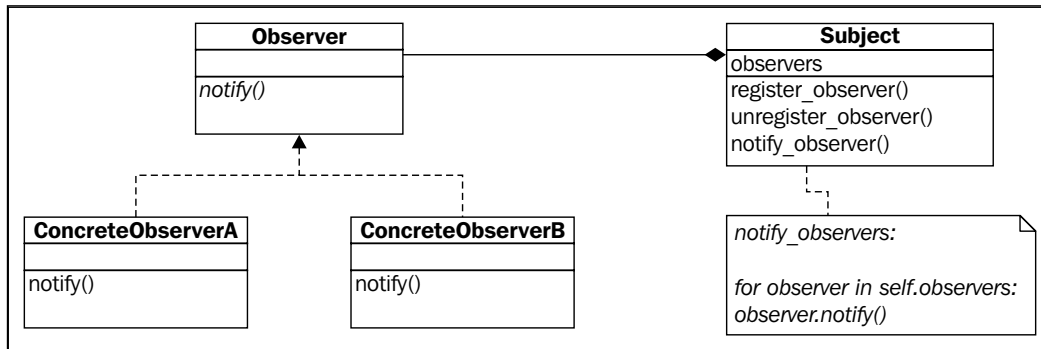 Observer
notify()
Subject
observers
register_observer()
unregister_observer()
notify_observer()
ConcreteObserverA
notify()
ConcreteObserverB
notify()
notify_observers:
for observer in self.observers:
observer.notify()